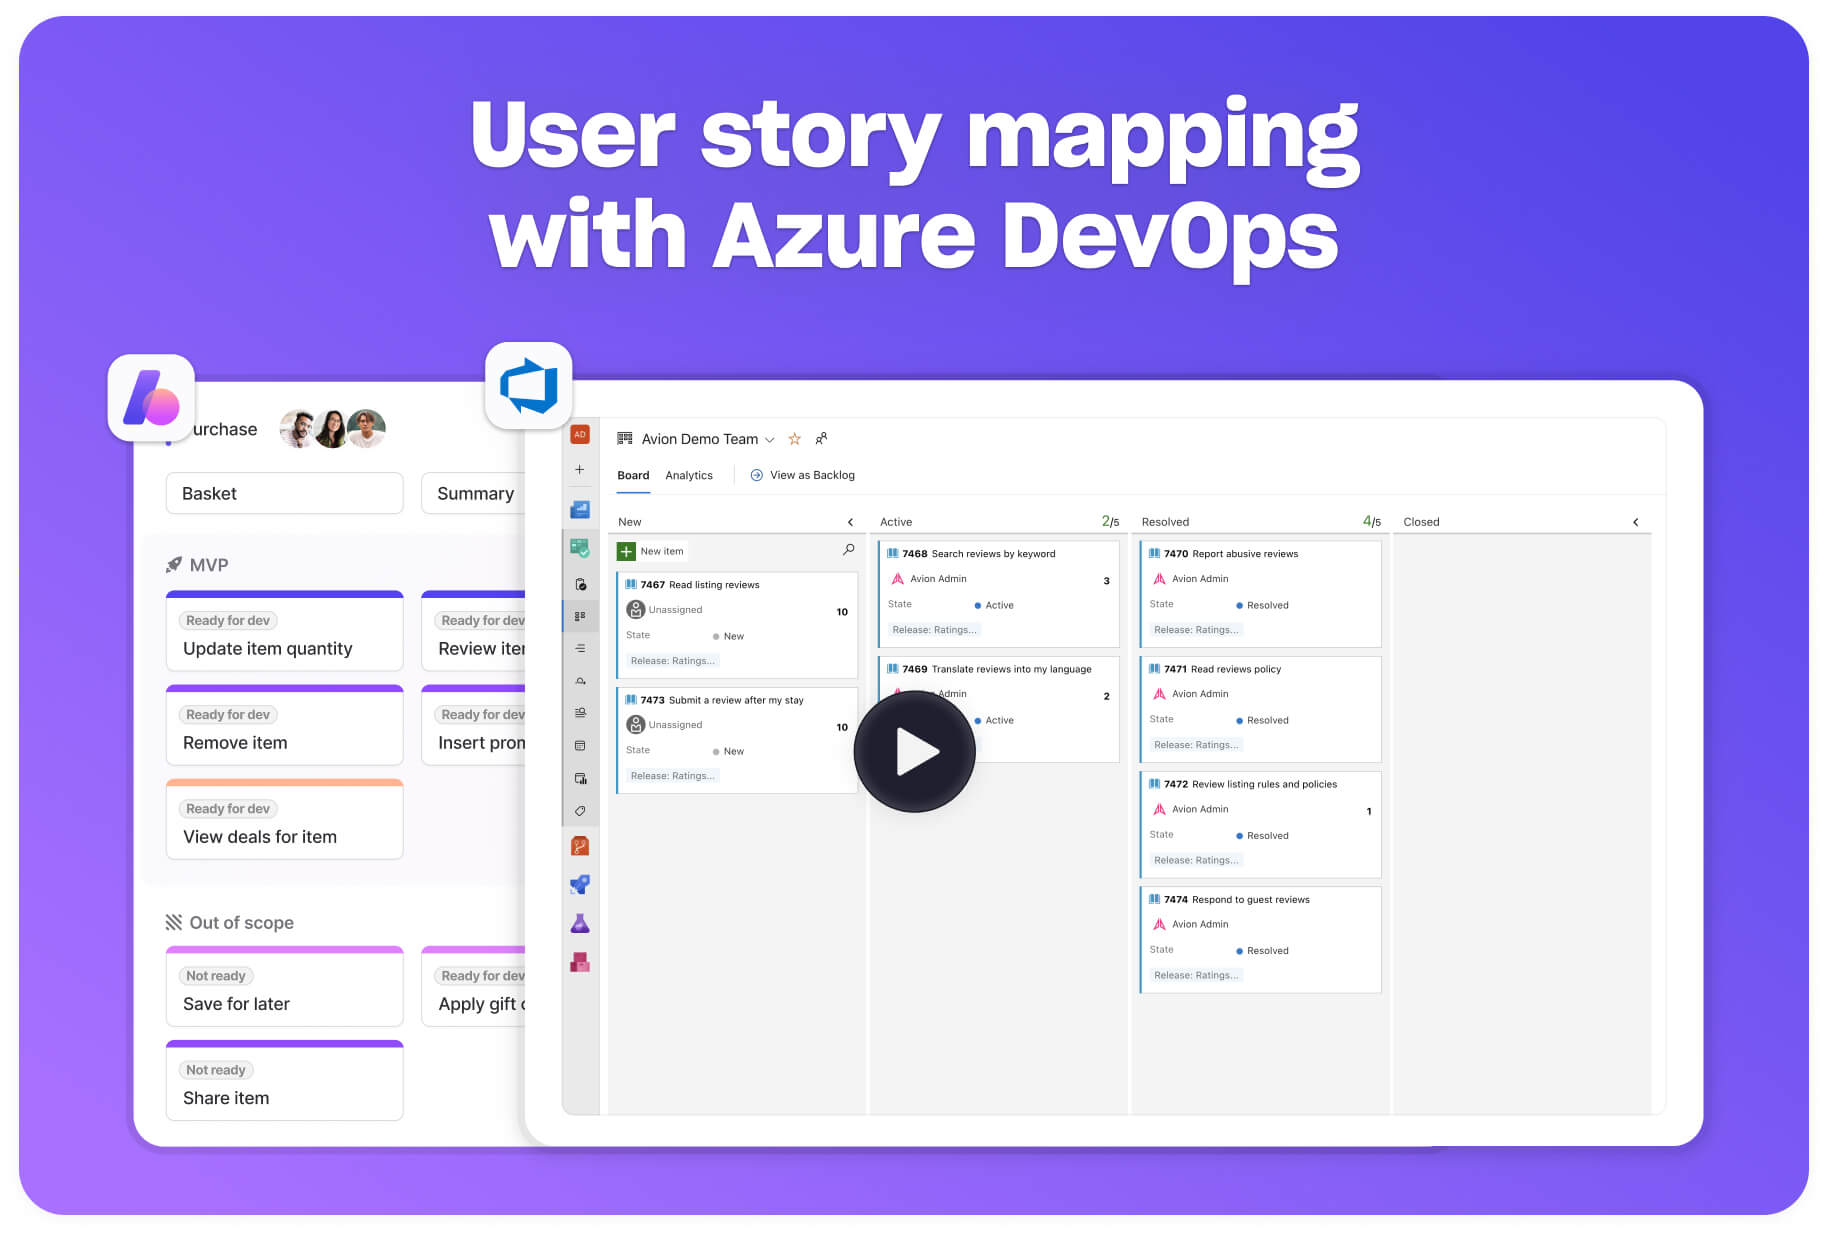 User story mapping
with Azure DevOps
urchase
Basket
Summary
MVP
Ready for dev
Update item quantity
Ready for dev
Review iter
Ready for dev
Remove item
Ready for dev
Insert pron
Ready for dev
View deals for item
Out of scope
Not ready
Save for later
Ready for dev
Apply gift
Not ready
Share item
AD
Avion Demo Team
Board Analytics View as Backlog
New
New item
7467 Read listing reviews
Unassigned 10
State New
Release: Ratings...
7473 Submit a review after my stay
Unassigned 10
State New
Release: Ratings...
Active 2/5
7468 Search reviews by keyword
Avion Admin 3
State Active
Release: Ratings...
7469 Translate reviews into my language
Admin 2
Active
Resolved 4/5
7470 Report abusive reviews
Avion Admin
State Resolved
Release: Ratings...
7471 Read reviews policy
Avion Admin
State Resolved
Release: Ratings...
7472 Review listing rules and policies
Avion Admin 1
State Resolved
Release: Ratings...
7474 Respond to guest reviews
Avion Admin
State Resolved
Release: Ratings...
Closed